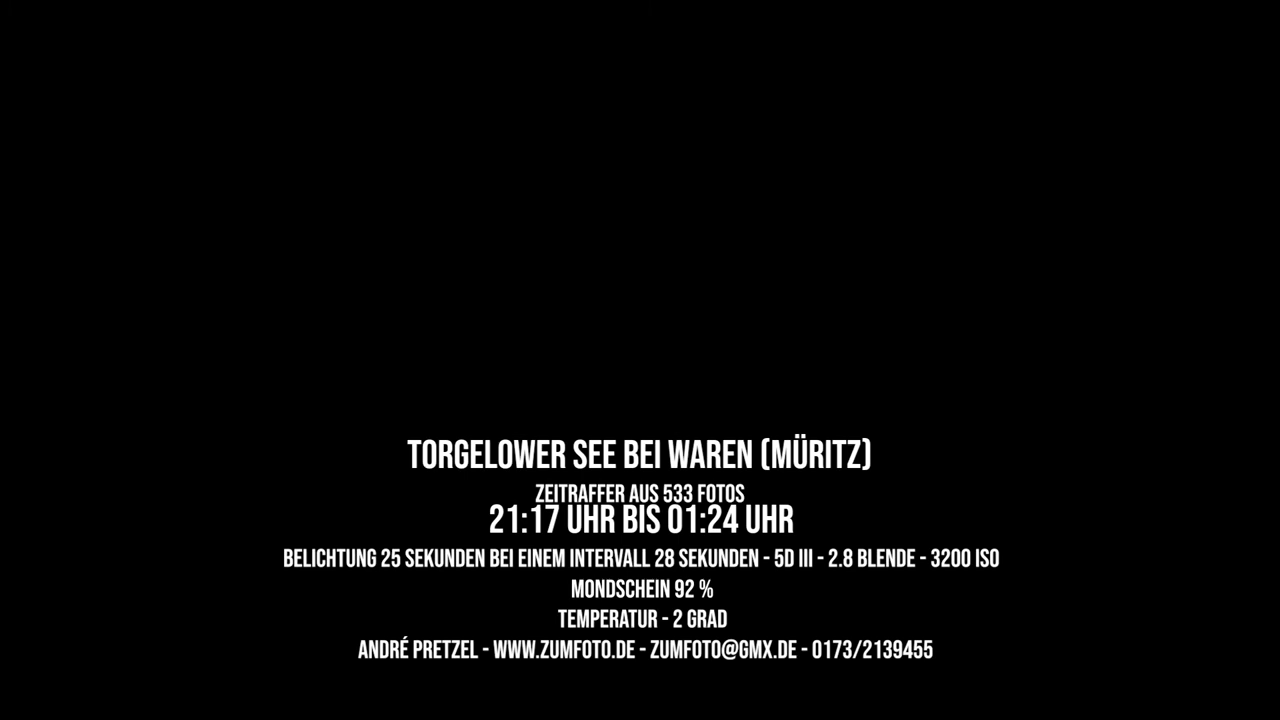 TORGELOWER SEE BEI WAREN (MÜRITZ)
ZEITRAFFER AUS 533 FOTOS
21:17 UHR BIS 01:24 UHR
BELICHTUNG 25 SEKUNDEN BEI EINEM INTERVALL 28 SEKUNDEN - 5D III - 2.8 BLENDE - 3200 ISO
MONDSCHEIN 92 %
TEMPERATUR - 2 GRAD
ANDRÉ PRETZEL - WWW.ZUMFOTO.DE - ZUMFOTO@GMX.DE - 0173/2139455